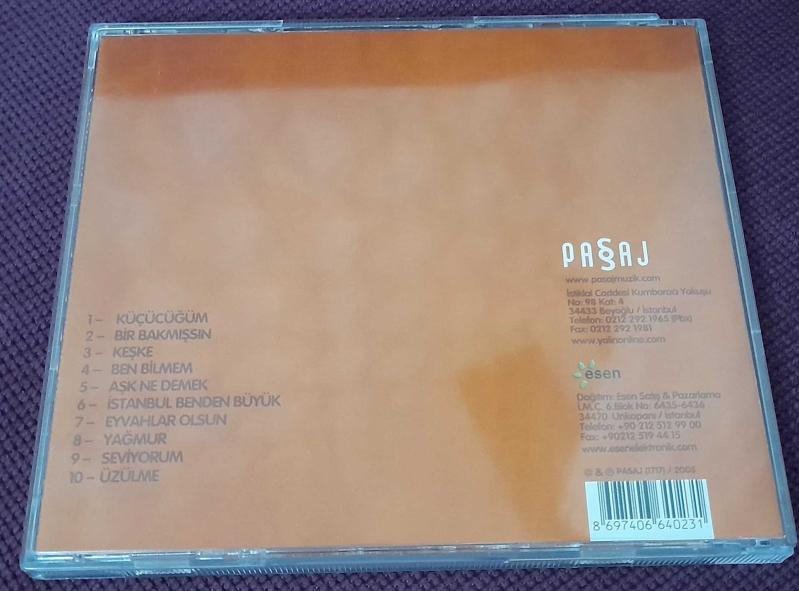 1 – KÜÇÜCÜĞÜM
2 – BİR BAKMIŞSIN
3 – KEŞKE
4 – BEN BİLMEM
5 – AŞK NE DEMEK
6 – İSTANBUL BENDEN BÜYÜK
7 – EYVAHLAR OLSUN
8 – YAĞMUR
9 – SEVİYORUM
10 – ÜZÜLME
PASAJ
www.pasajmuzik.com
İstiklal Caddesi Kumbaracı Yokuşu
No: 98 Kat: 4
34433 Beyoğlu / İstanbul
Telefon: 0212 292 1965 (Pbx)
Fax: 0212 292 1981
www.yalinonline.com
esen
Dağıtım: Esen Satış & Pazarlama
İ.M.C. 6.Blok No: 6435-6436
34470 Unkapanı / İstanbul
Telefon: +90 212 512 99 00
Fax: +90212 519 44 15
www.esenelektronik.com
© & ℗ PASAJ (1717) / 2005
8 697406 640231